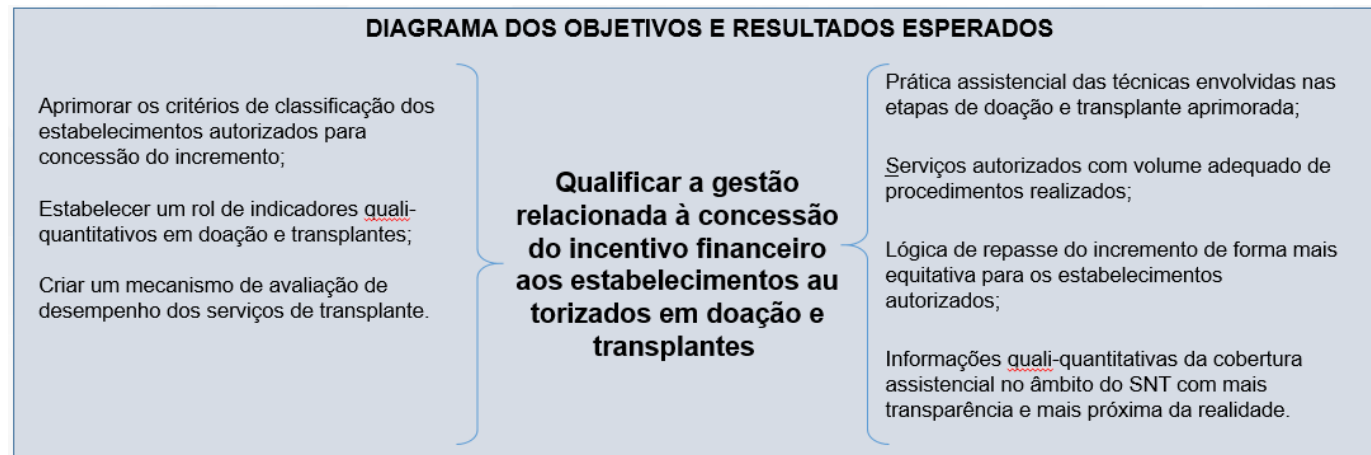 DIAGRAMA DOS OBJETIVOS E RESULTADOS ESPERADOS
Aprimorar os critérios de classificação dos
estabelecimentos autorizados para
concessão do incremento;
Estabelecer um rol de indicadores quali-
quantitativos em doação e transplantes;
Criar um mecanismo de avaliação de
desempenho dos serviços de transplante.
Qualificar a gestão
relacionada à concessão
do incentivo financeiro
aos estabelecimentos au
torizados em doação e
transplantes
Prática assistencial das técnicas envolvidas nas
etapas de doação e transplante aprimorada;
Serviços autorizados com volume adequado de
procedimentos realizados;
Lógica de repasse do incremento de forma mais
equitativa para os estabelecimentos
autorizados;
Informações quali-quantitativas da cobertura
assistencial no âmbito do SNT com mais
transparência e mais próxima da realidade.